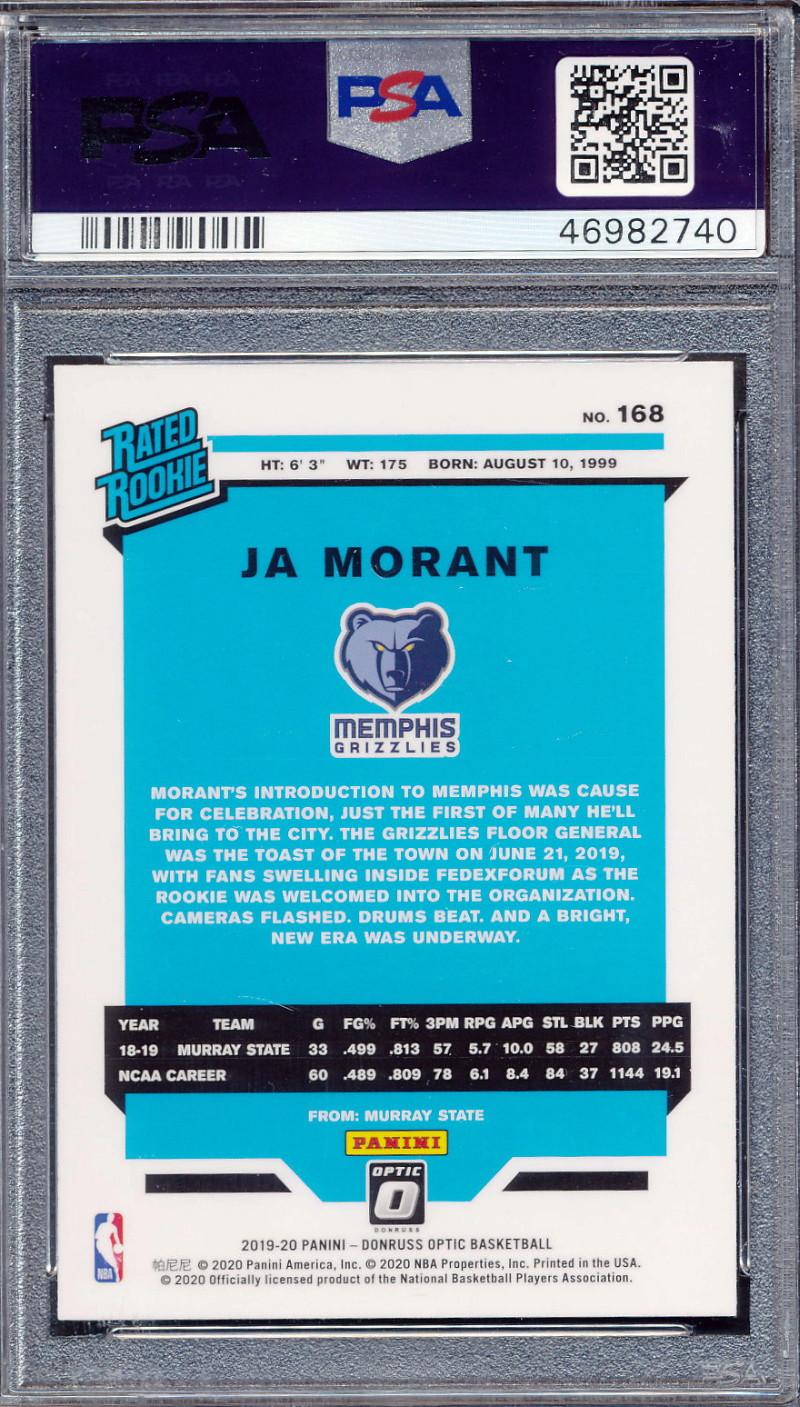 PSA
PSA
46982740
RATED
ROOKIE
NO. 168
HT: 6' 3" WT: 175 BORN: AUGUST 10, 1999
JA MORANT
MEMPHIS
GRIZZLIES
MORANT'S INTRODUCTION TO MEMPHIS WAS CAUSE
FOR CELEBRATION, JUST THE FIRST OF MANY HE'LL
BRING TO THE CITY. THE GRIZZLIES FLOOR GENERAL
WAS THE TOAST OF THE TOWN ON JUNE 21, 2019,
WITH FANS SWELLING INSIDE FEDEXFORUM AS THE
ROOKIE WAS WELCOMED INTO THE ORGANIZATION.
CAMERAS FLASHED. DRUMS BEAT. AND A BRIGHT,
NEW ERA WAS UNDERWAY.
YEAR TEAM G FG% FT% 3PM RPG APG STL BLK PTS PPG
18-19 MURRAY STATE 33 .499 .813 57 5.7 10.0 58 27 808 24.5
NCAA CAREER 60 .489 .809 78 6.1 8.4 84 37 1144 19.1
FROM: MURRAY STATE
PANINI
OPTIC
O
DONRUSS
NBA
2019-20 PANINI – DONRUSS OPTIC BASKETBALL
帕尼尼 © 2020 Panini America, Inc. © 2020 NBA Properties, Inc. Printed in the USA.
© 2020 Officially licensed product of the National Basketball Players Association.
PSA